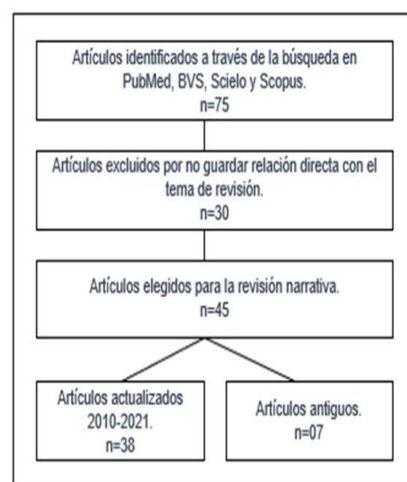 Artículos identificados a través de la búsqueda en
PubMed, BVS, Scielo y Scopus.
n=75
Artículos excluidos por no guardar relación directa con el
tema de revisión.
n=30
Artículos elegidos para la revisión narrativa.
n=45
Artículos actualizados
2010-2021.
n=38
Artículos antiguos.
n=07